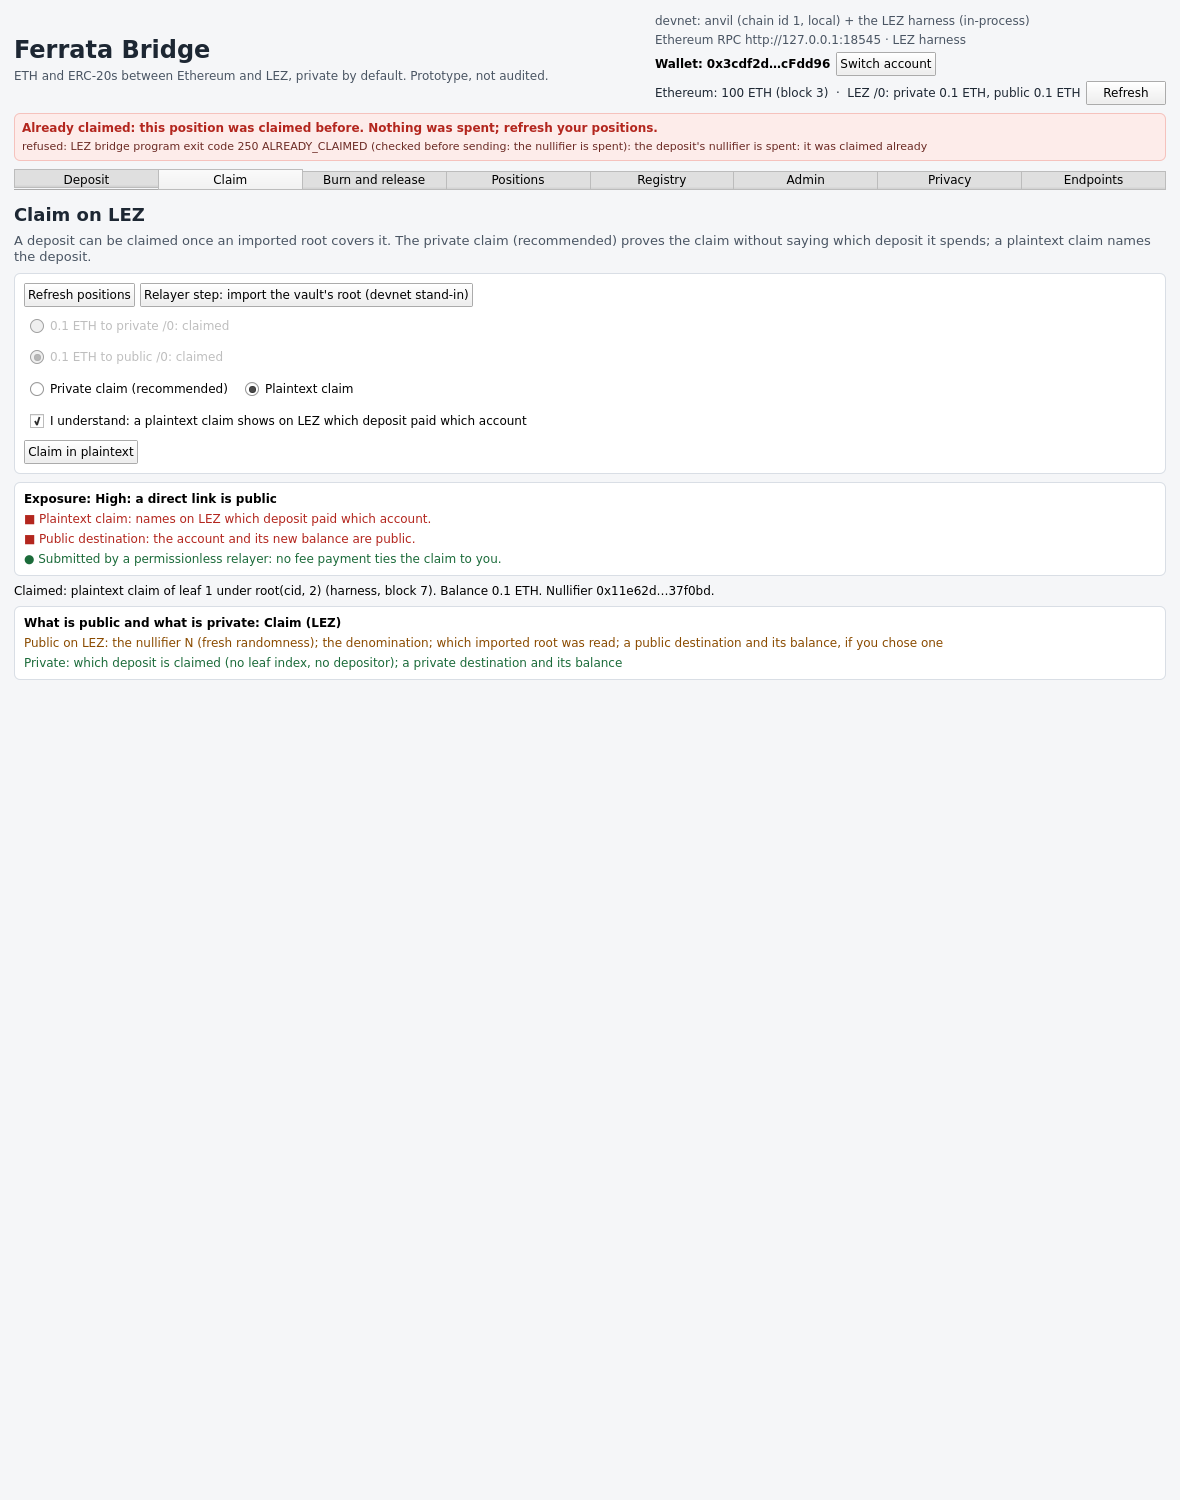 Ferrata Bridge
ETH and ERC-20s between Ethereum and LEZ, private by default. Prototype, not audited.
devnet: anvil (chain id 1, local) + the LEZ harness (in-process)
Ethereum RPC http://127.0.0.1:18545 · LEZ harness
Wallet: 0x3cdf2d…cFdd96 Switch account
Ethereum: 100 ETH (block 3) · LEZ /0: private 0.1 ETH, public 0.1 ETH Refresh
Already claimed: this position was claimed before. Nothing was spent; refresh your positions.
refused: LEZ bridge program exit code 250 ALREADY_CLAIMED (checked before sending: the nullifier is spent): the deposit's nullifier is spent: it was claimed already
Deposit Claim Burn and release Positions Registry Admin Privacy Endpoints
Claim on LEZ
A deposit can be claimed once an imported root covers it. The private claim (recommended) proves the claim without saying which deposit it spends; a plaintext claim names
the deposit.
Refresh positions Relayer step: import the vault's root (devnet stand-in)
0.1 ETH to private /0: claimed
0.1 ETH to public /0: claimed
Private claim (recommended) Plaintext claim
I understand: a plaintext claim shows on LEZ which deposit paid which account
Claim in plaintext
Exposure: High: a direct link is public
■ Plaintext claim: names on LEZ which deposit paid which account.
■ Public destination: the account and its new balance are public.
● Submitted by a permissionless relayer: no fee payment ties the claim to you.
Claimed: plaintext claim of leaf 1 under root(cid, 2) (harness, block 7). Balance 0.1 ETH. Nullifier 0x11e62d…37f0bd.
What is public and what is private: Claim (LEZ)
Public on LEZ: the nullifier N (fresh randomness); the denomination; which imported root was read; a public destination and its balance, if you chose one
Private: which deposit is claimed (no leaf index, no depositor); a private destination and its balance